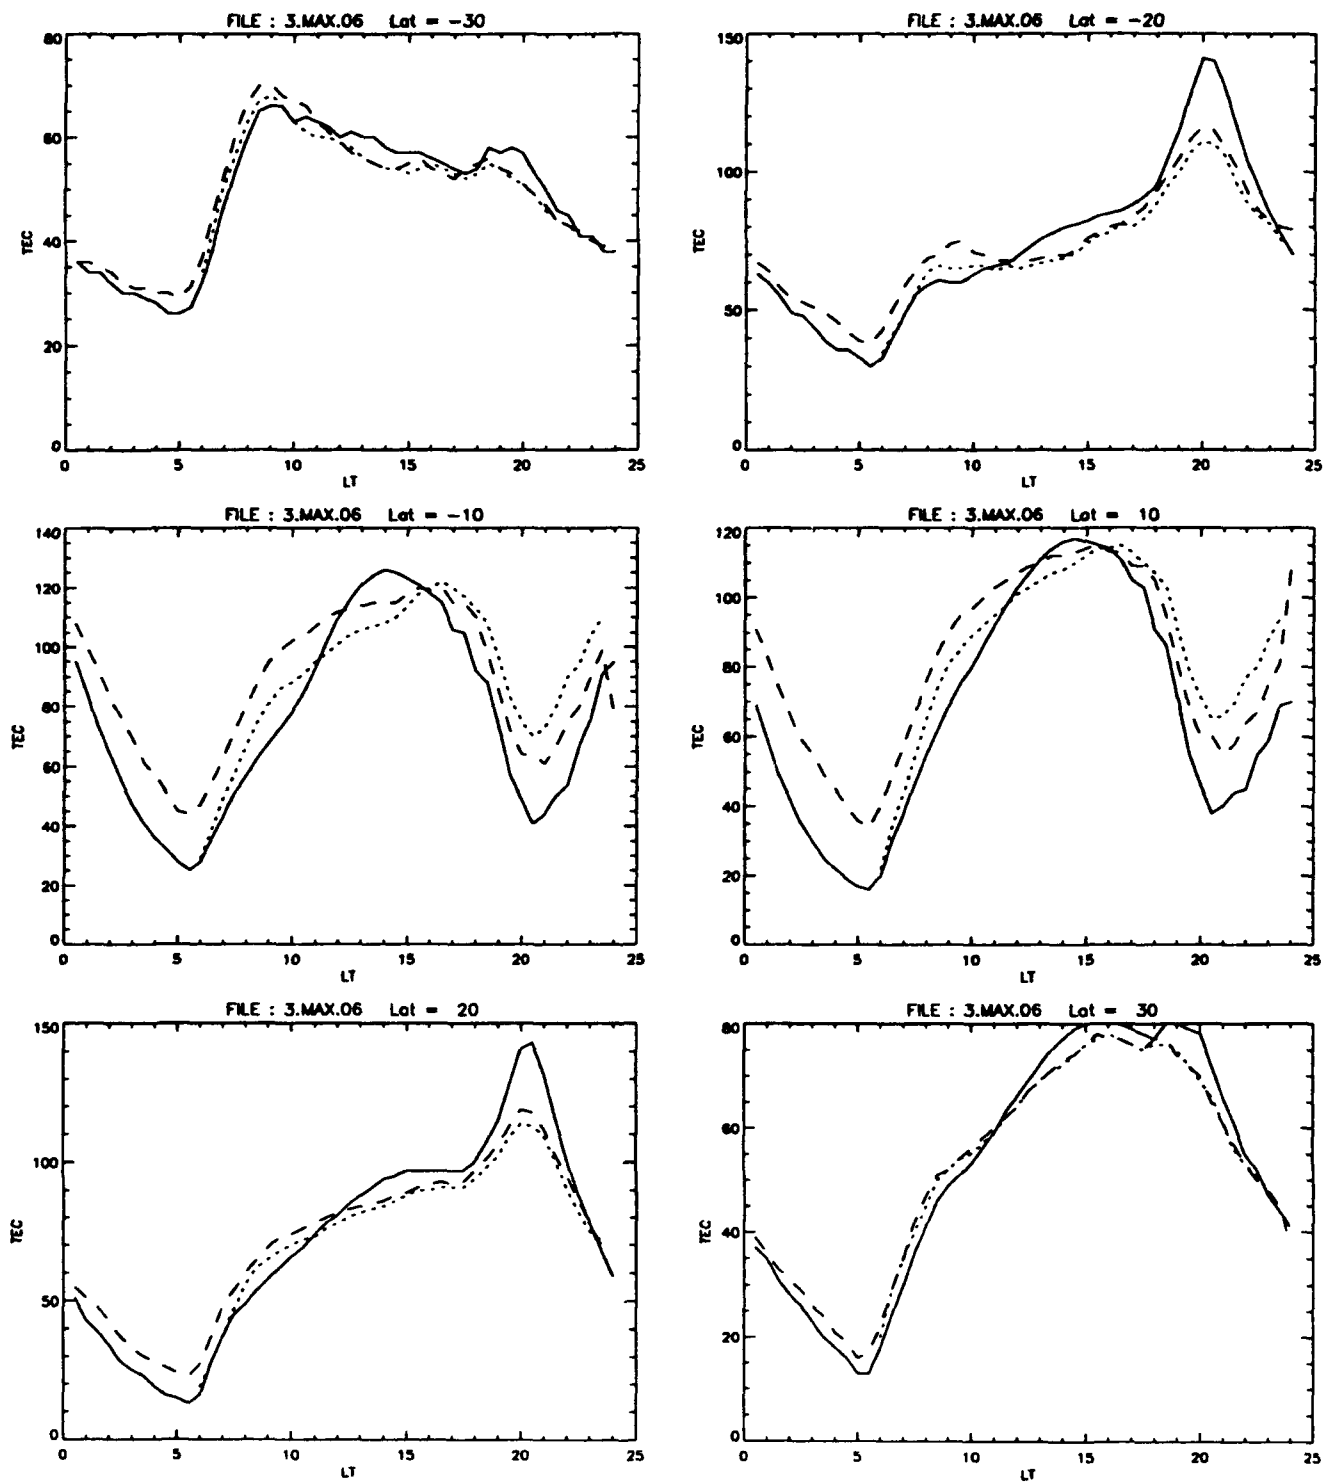 FILE : 3.MAX.06 Lat = -30
80
60
40
20
0
TEC
0 5 10 15 20 25
LT
FILE : 3.MAX.06 Lat = -20
150
100
50
0
TEC
0 5 10 15 20 25
LT
FILE : 3.MAX.06 Lat = -10
140
120
100
80
60
40
20
0
TEC
0 5 10 15 20 25
LT
FILE : 3.MAX.06 Lat = 10
120
100
80
60
40
20
0
TEC
0 5 10 15 20 25
LT
FILE : 3.MAX.06 Lat = 20
150
100
50
0
TEC
0 5 10 15 20 25
LT
FILE : 3.MAX.06 Lat = 30
80
60
40
20
0
TEC
0 5 10 15 20 25
LT